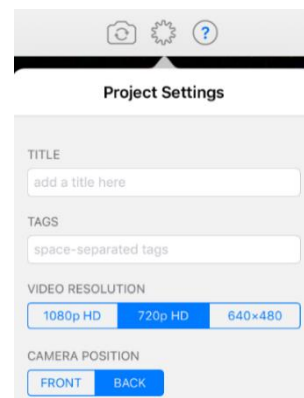 ?
Project Settings
TITLE
add a title here
TAGS
space-separated tags
VIDEO RESOLUTION
1080p HD 720p HD 640×480
CAMERA POSITION
FRONT BACK